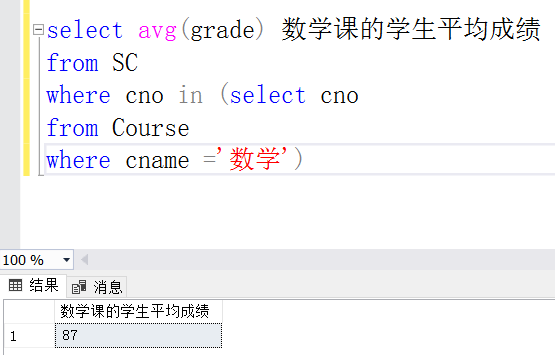 select avg(grade) 数学课的学生平均成绩
from SC
where cno in (select cno
from Course
where cname ='数学')
100 %
结果 消息
数学课的学生平均成绩
1 87